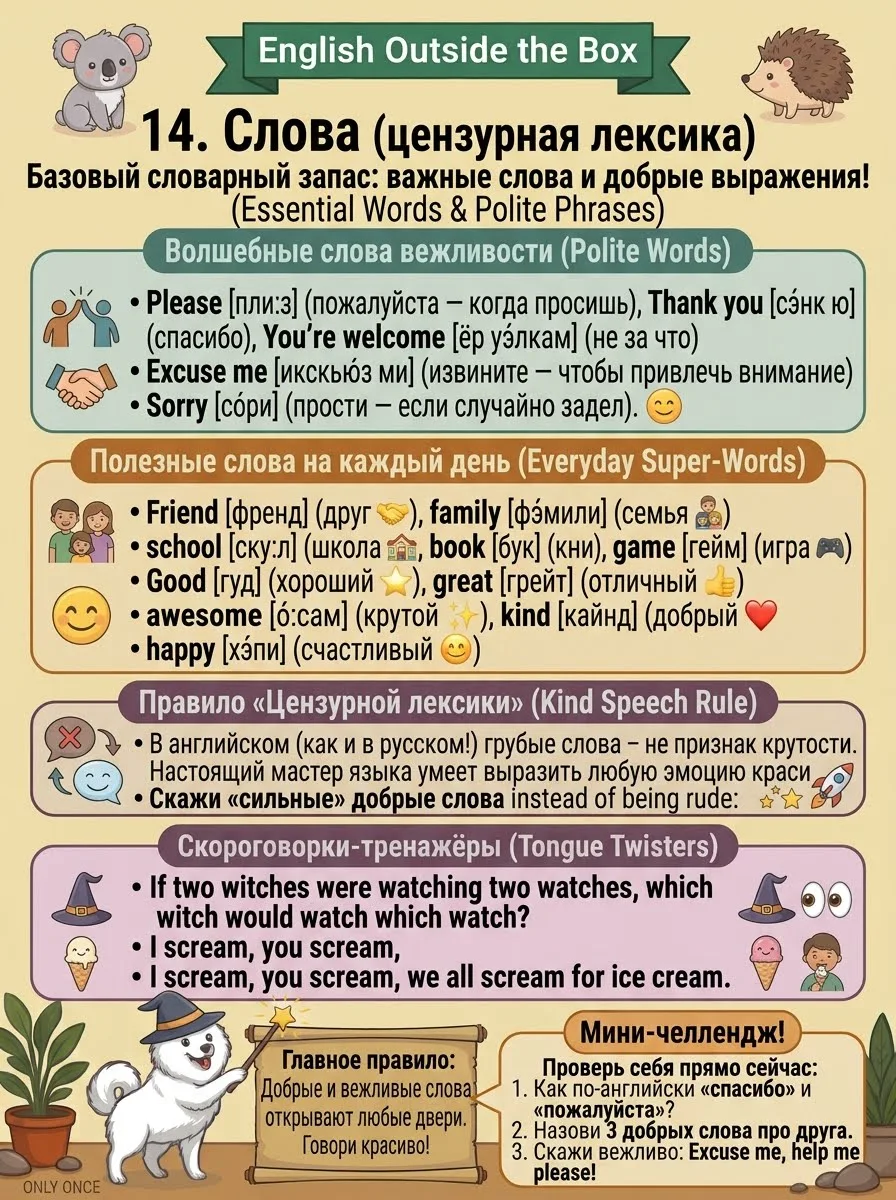 English Outside the Box
14. Слова (цензурная лексика)
Базовый словарный запас: важные слова и добрые выражения!
(Essential Words & Polite Phrases)
Волшебные слова вежливости (Polite Words)
• Please [пли:з] (пожалуйста — когда просишь), Thank you [сэ́нк ю]
(спасибо), You’re welcome [ёр уэ́лкам] (не за что)
• Excuse me [икскью́з ми] (извините — чтобы привлечь внимание)
• Sorry [со́ри] (прости — если случайно задел). 😊
Полезные слова на каждый день (Everyday Super-Words)
• Friend [френд] (друг 🤝), family [фэ́мили] (семья 👨‍👩‍👧)
• school [ску:л] (школа 🏫, book [бук] (кни), game [гейм] (игра 🎮)
• Good [гуд] (хороший ⭐), great [грейт] (отличный 👍)
• awesome [о́:сам] (крутой ✨), kind [кайнд] (добрый ❤️
• happy [хэ́пи] (счастливый 😊)
Правило «Цензурной лексики» (Kind Speech Rule)
• В английском (как и в русском!) грубые слова – не признак крутости.
Настоящий мастер языка умеет выразить любую эмоцию краси 🚀
• Скажи «сильные» добрые слова instead of being rude:
Скороговорки-тренажёры (Tongue Twisters)
• If two witches were watching two watches, which
witch would watch which watch?
• I scream, you scream,
• I scream, you scream, we all scream for ice cream.
Главное правило:
Добрые и вежливые слова
открывают любые двери.
Говори красиво!
Мини-челлендж!
Проверь себя прямо сейчас:
1. Как по-английски «спасибо» и
«пожалуйста»?
2. Назови 3 добрых слова про друга.
3. Скажи вежливо: Excuse me, help me
please!
ONLY ONCE